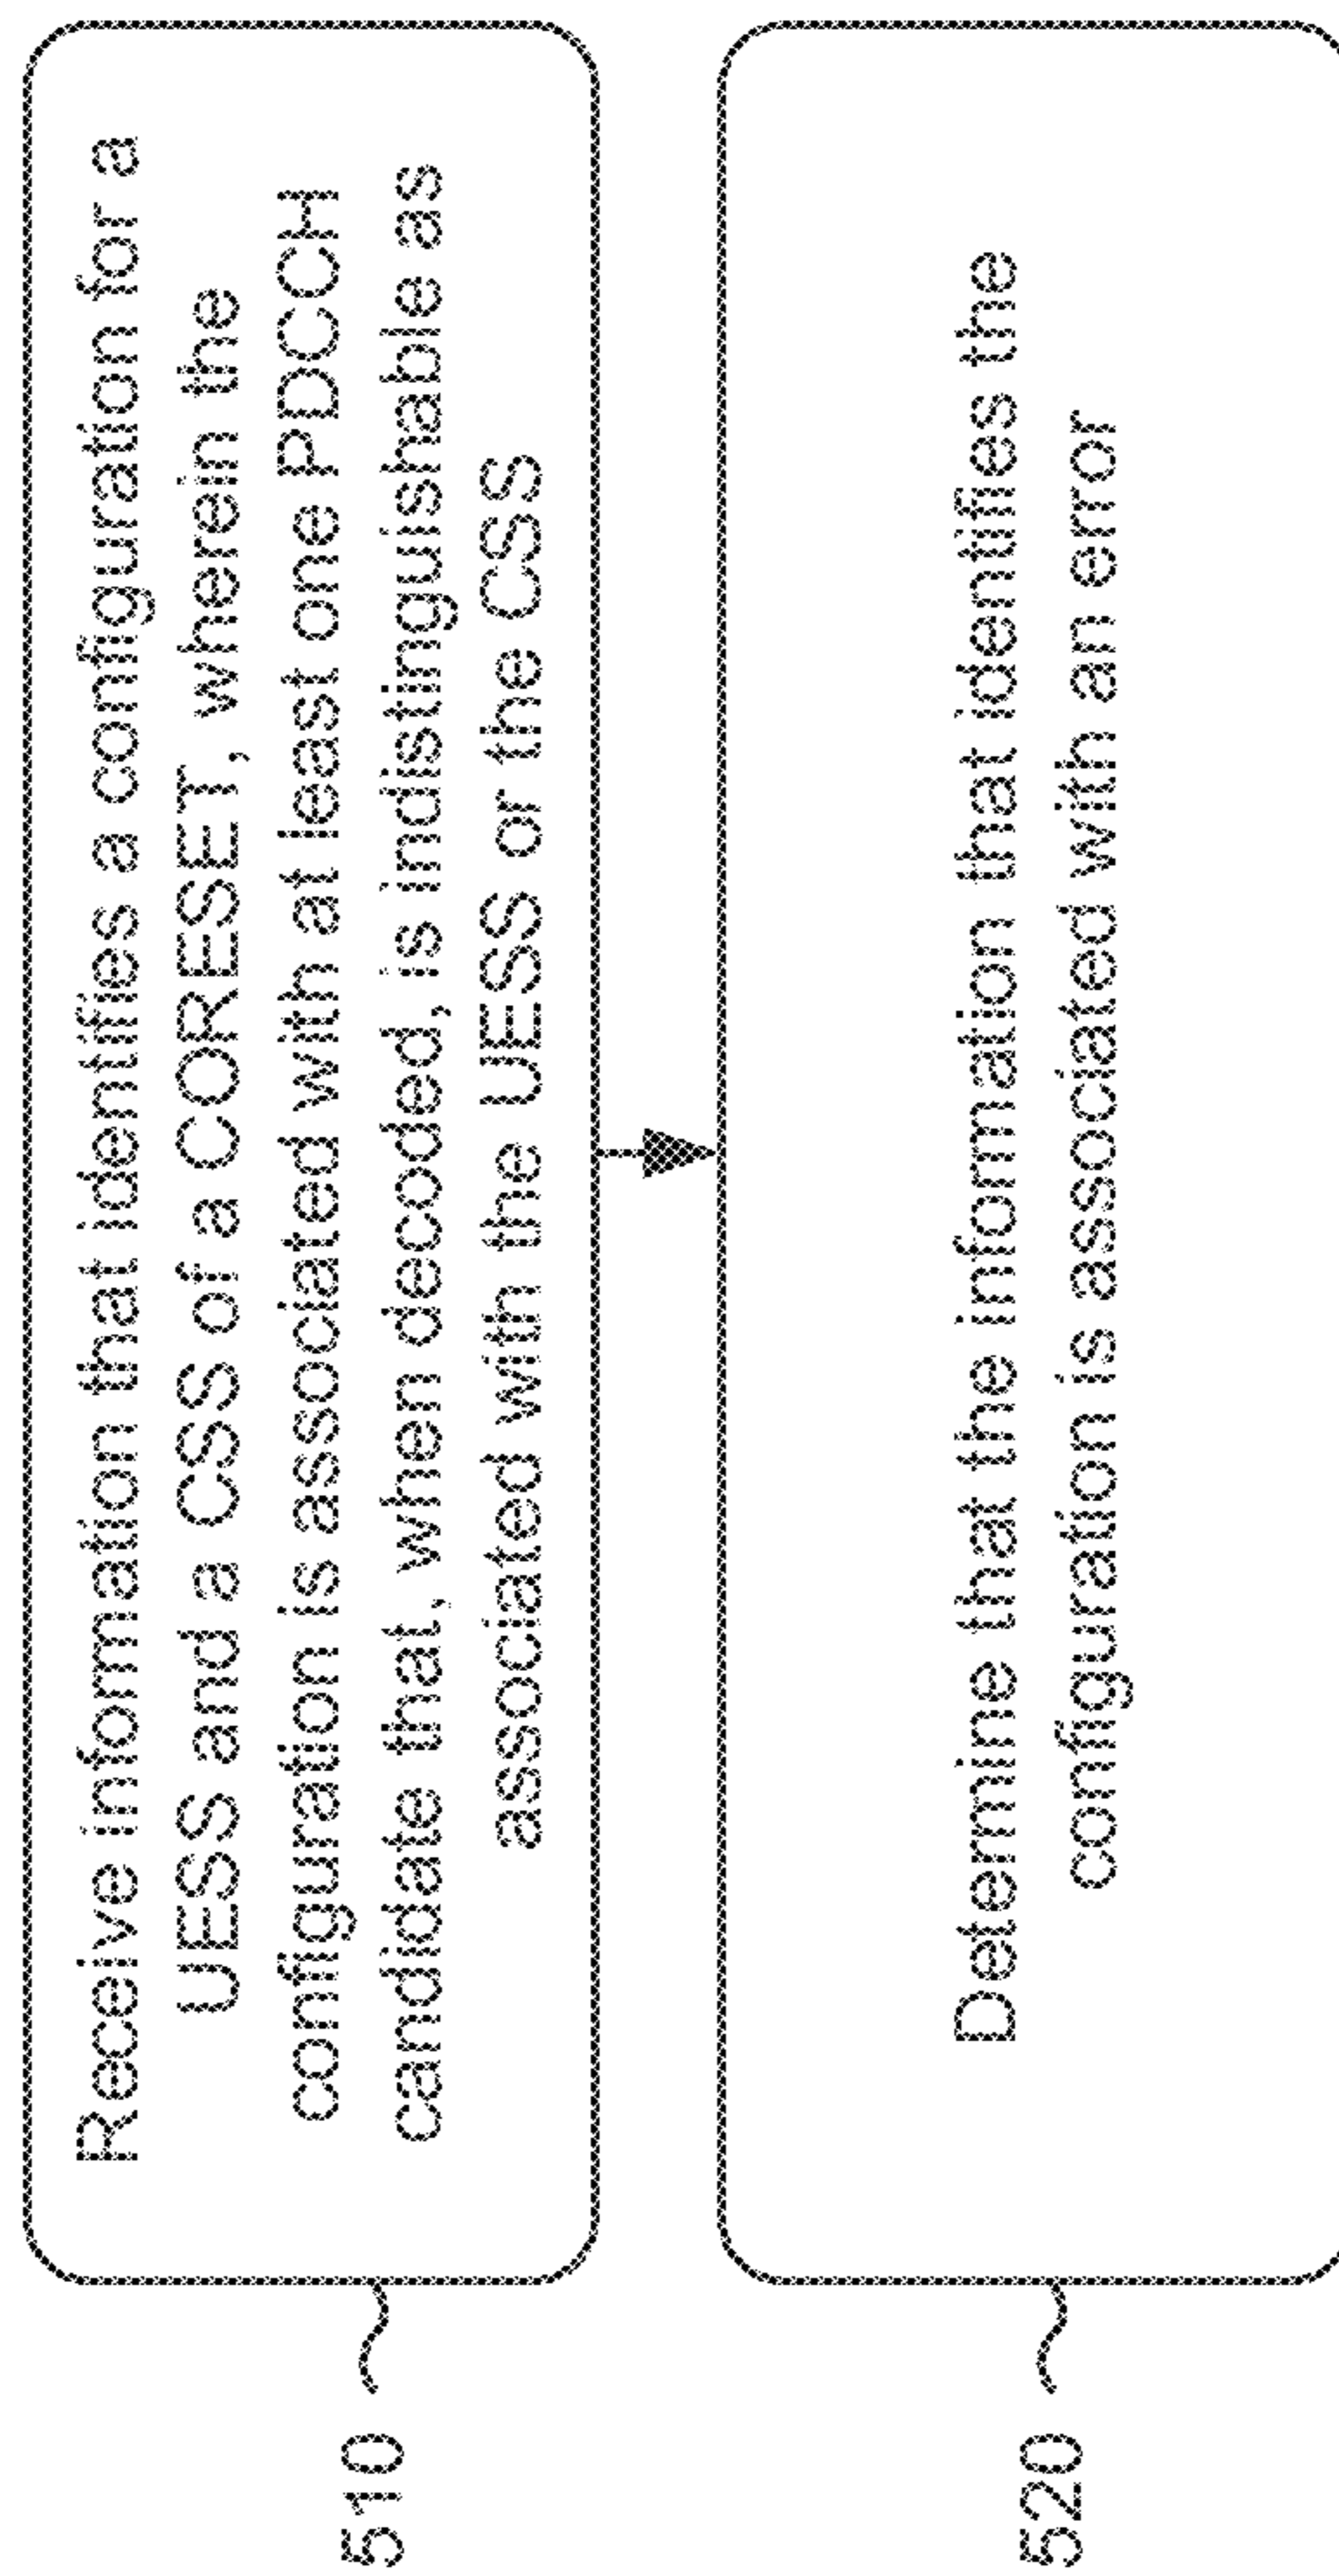 510
Receive information that identifies a configuration for a
UESS and a CSS of a CORESET, wherein the
configuration is associated with at least one PDCCH
candidate that, when decoded, is indistinguishable as
associated with the UESS or the CSS
520
Determine that the information that identifies the
configuration is associated with an error